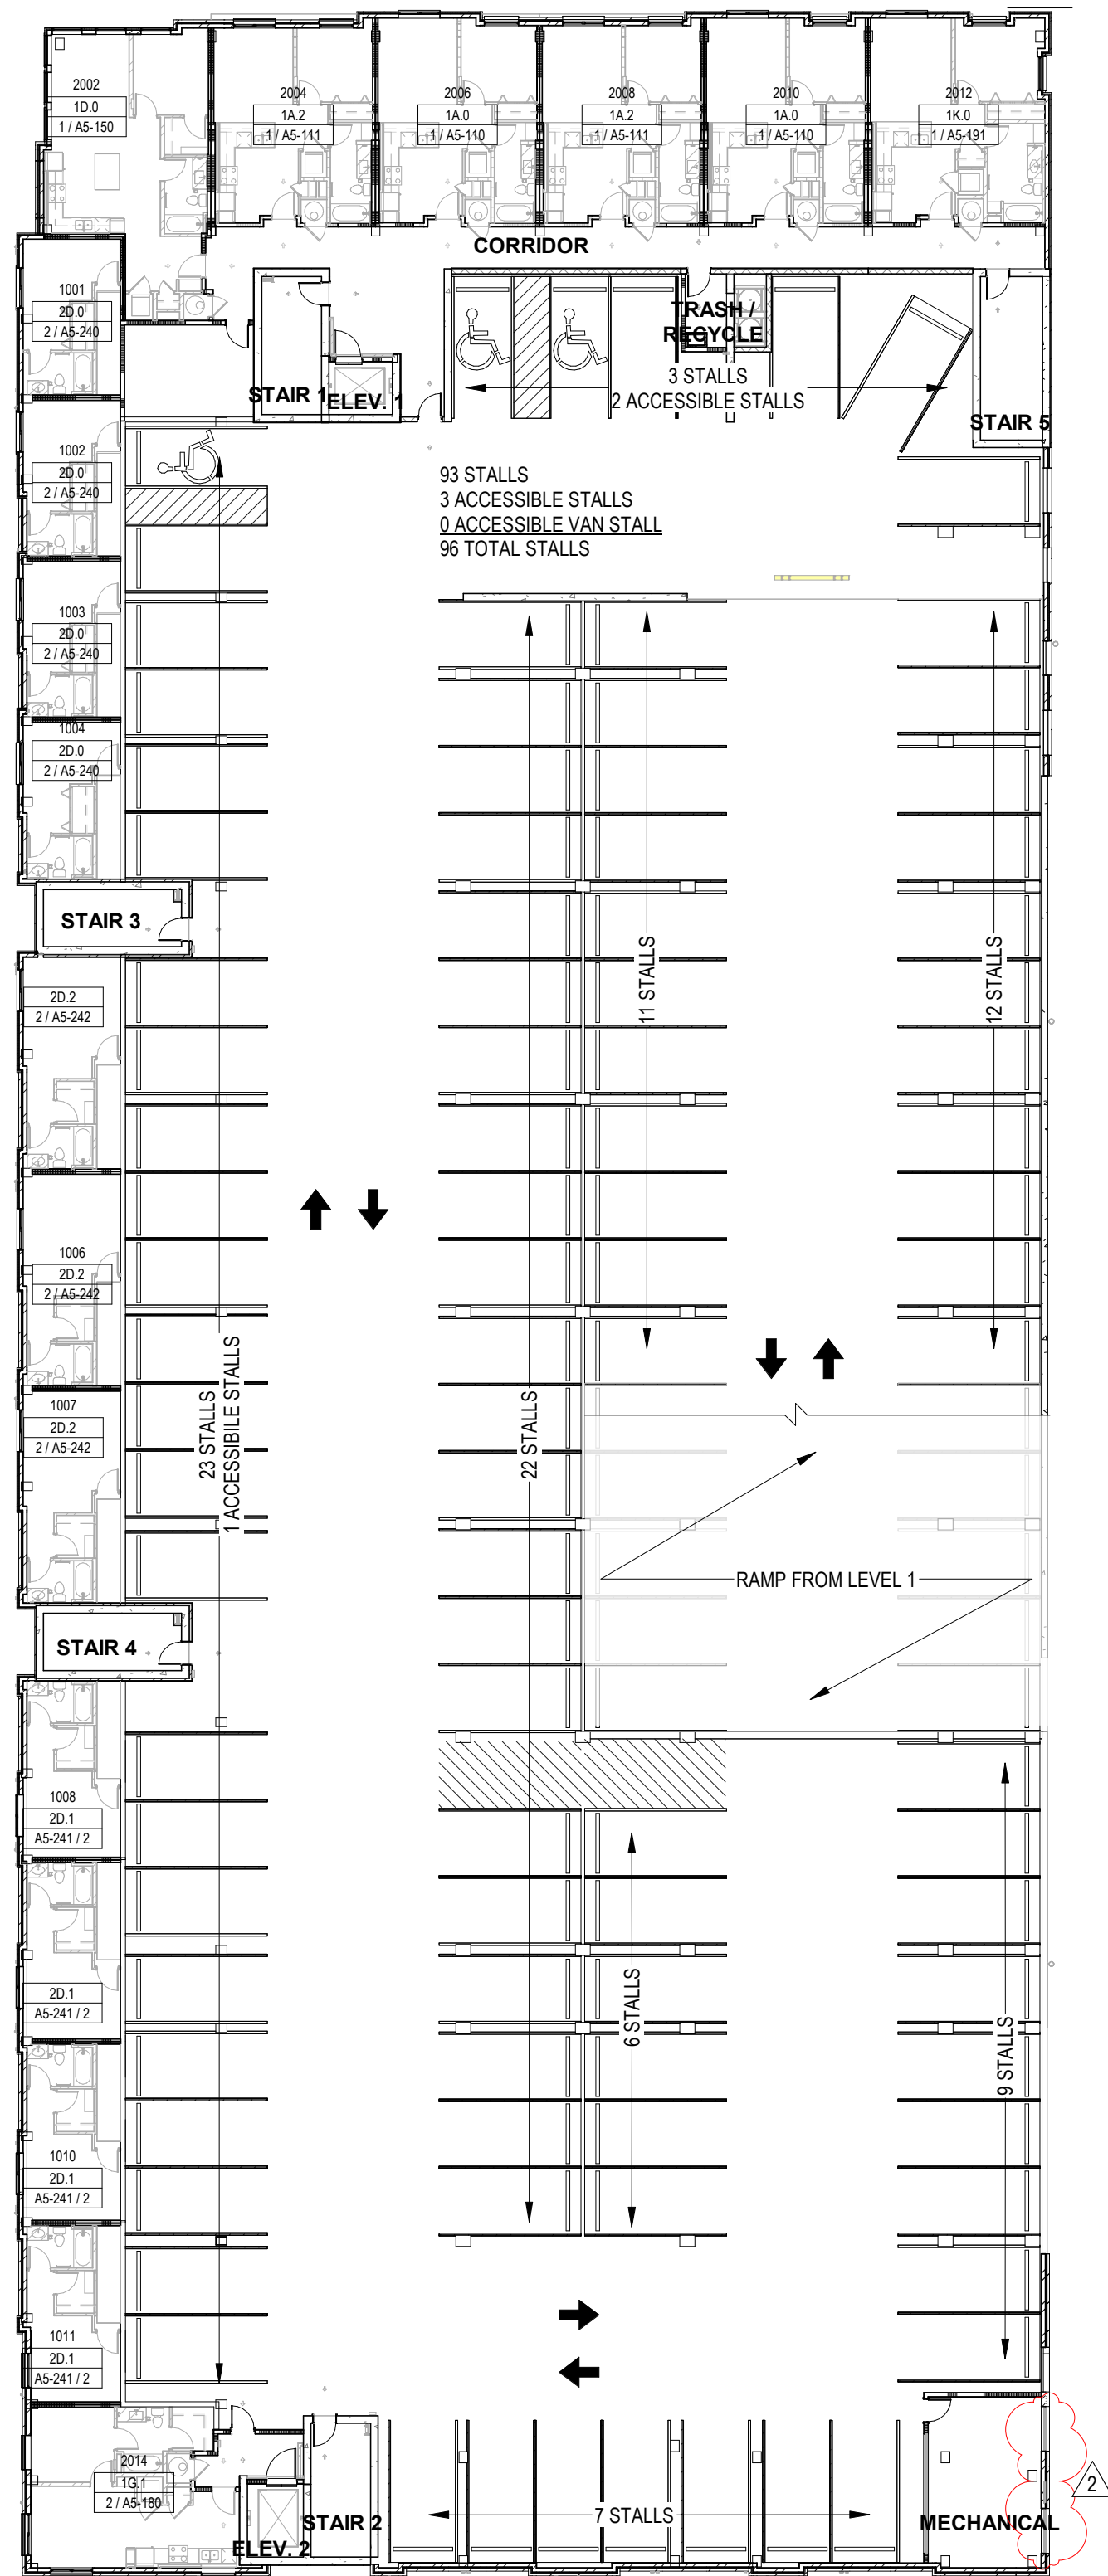 2002
1D.0
1 / A5-150
2004
1A.2
1 / A5-111
2006
1A.0
1 / A5-110
2008
1A.2
1 / A5-111
2010
1A.0
1 / A5-110
2012
1K.0
1 / A5-191
CORRIDOR
1001
2D.0
2 / A5-240
STAIR 1
ELEV. 1
TRASH /
RECYCLE
3 STALLS
2 ACCESSIBLE STALLS
STAIR 5
1002
2D.0
2 / A5-240
93 STALLS
3 ACCESSIBLE STALLS
0 ACCESSIBLE VAN STALL
96 TOTAL STALLS
1003
2D.0
2 / A5-240
1004
2D.0
2 / A5-240
STAIR 3
11 STALLS
12 STALLS
2D.2
2 / A5-242
1006
2D.2
2 / A5-242
1007
2D.2
2 / A5-242
23 STALLS
1 ACCESSIBILE STALLS
22 STALLS
RAMP FROM LEVEL 1
STAIR 4
1008
2D.1
A5-241 / 2
2D.1
A5-241 / 2
6 STALLS
9 STALLS
1010
2D.1
A5-241 / 2
1011
2D.1
A5-241 / 2
2014
1G.1
2 / A5-180
STAIR 2
ELEV. 2
7 STALLS
MECHANICAL
2